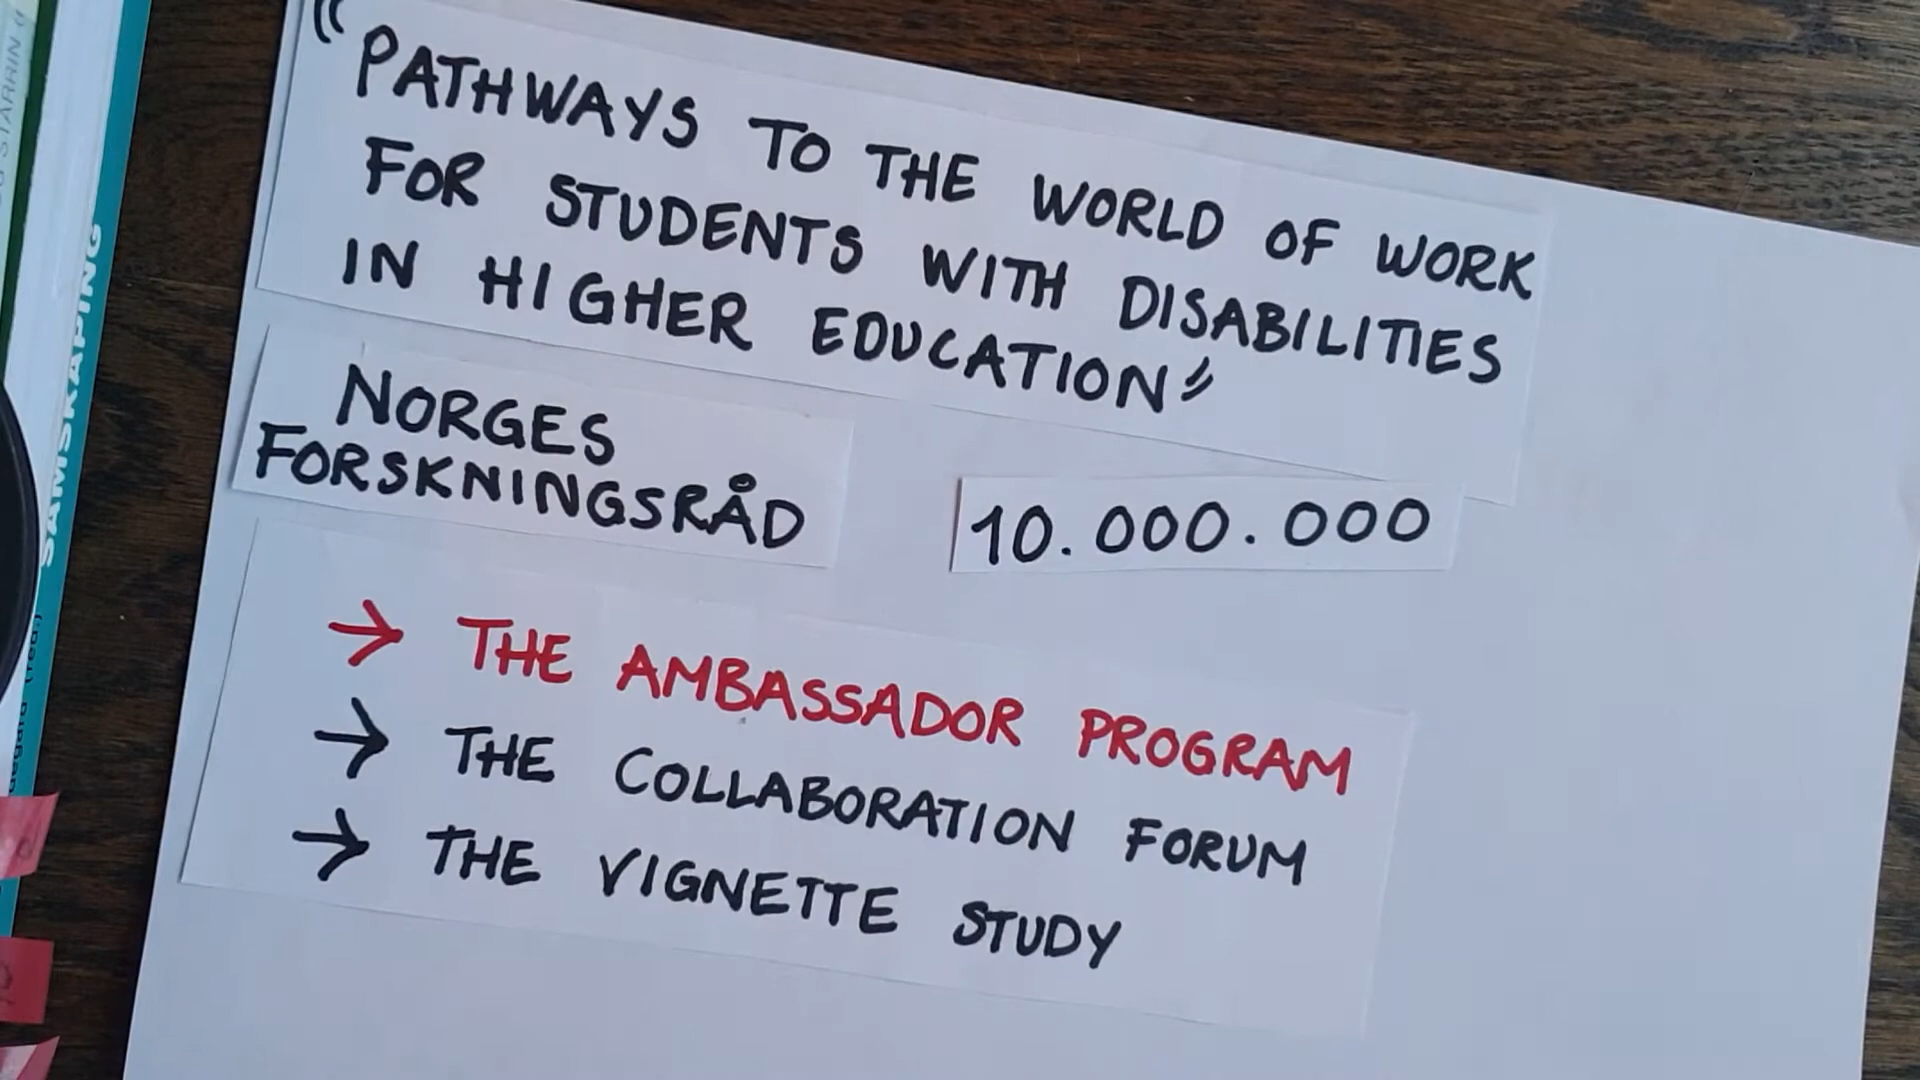 "PATHWAYS TO THE WORLD OF WORK
FOR STUDENTS WITH DISABILITIES
IN HIGHER EDUCATION"
NORGES
FORSKNINGSRÅD
10.000.000
→ THE AMBASSADOR PROGRAM
→ THE COLLABORATION FORUM
→ THE VIGNETTE STUDY
SAMSKAPING
(red.)